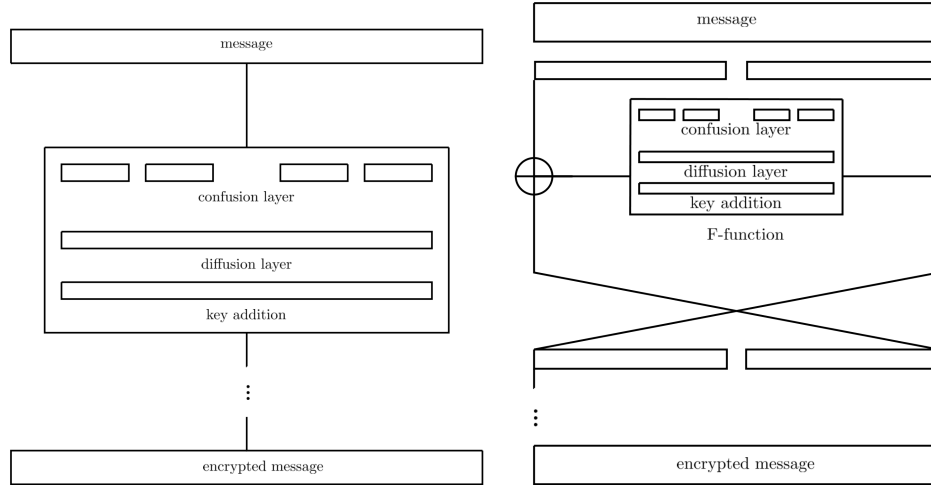 message
confusion layer
diffusion layer
key addition
⋮
encrypted message
message
confusion layer
diffusion layer
key addition
F-function
⋮
encrypted message